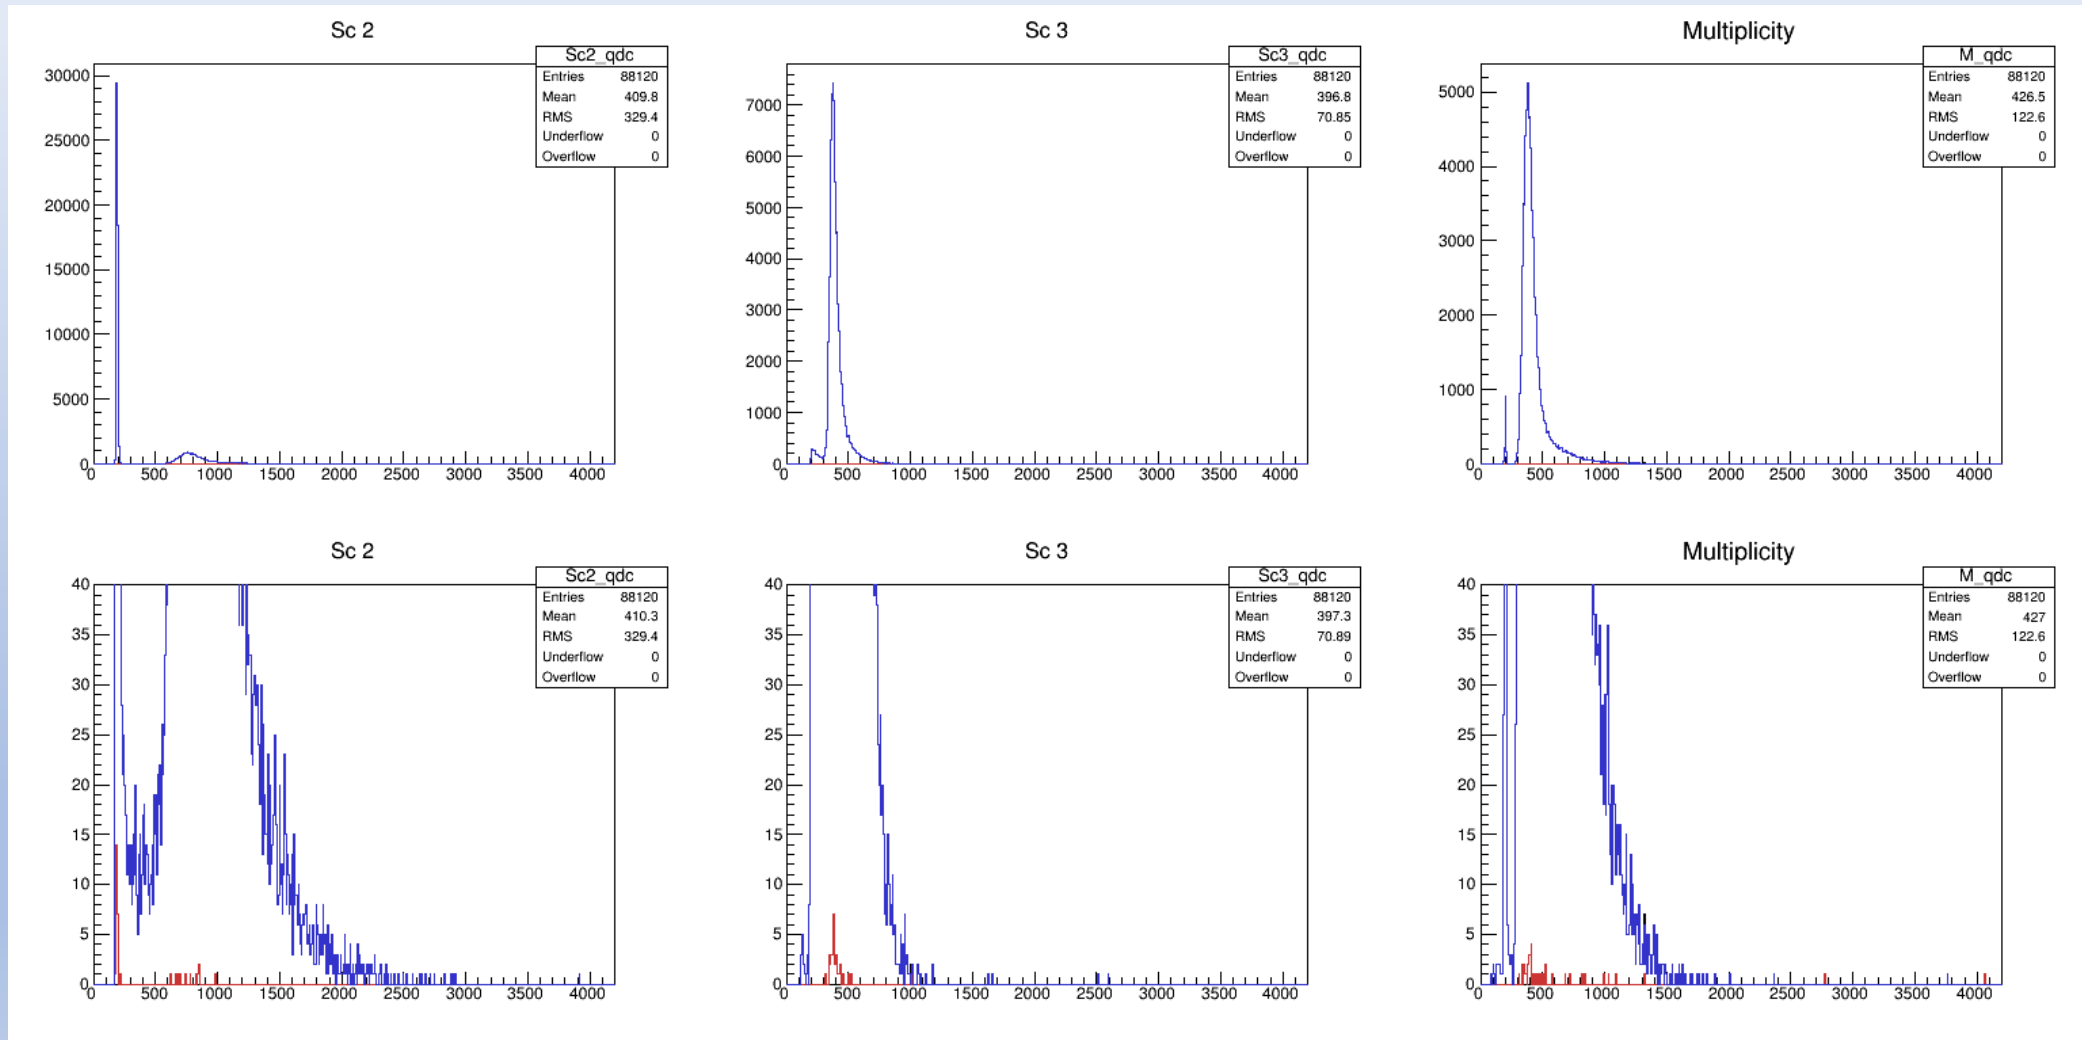 Sc 2
Sc2_qdc
Entries 88120
Mean 409.8
RMS 329.4
Underflow 0
Overflow 0
30000
25000
20000
15000
10000
5000
0
0 500 1000 1500 2000 2500 3000 3500 4000
Sc 3
Sc3_qdc
Entries 88120
Mean 396.8
RMS 70.85
Underflow 0
Overflow 0
7000
6000
5000
4000
3000
2000
1000
0
0 500 1000 1500 2000 2500 3000 3500 4000
Multiplicity
M_qdc
Entries 88120
Mean 426.5
RMS 122.6
Underflow 0
Overflow 0
5000
4000
3000
2000
1000
0
0 500 1000 1500 2000 2500 3000 3500 4000
Sc 2
Sc2_qdc
Entries 88120
Mean 410.3
RMS 329.4
Underflow 0
Overflow 0
40
35
30
25
20
15
10
5
0
0 500 1000 1500 2000 2500 3000 3500 4000
Sc 3
Sc3_qdc
Entries 88120
Mean 397.3
RMS 70.89
Underflow 0
Overflow 0
40
35
30
25
20
15
10
5
0
0 500 1000 1500 2000 2500 3000 3500 4000
Multiplicity
M_qdc
Entries 88120
Mean 427
RMS 122.6
Underflow 0
Overflow 0
40
35
30
25
20
15
10
5
0
0 500 1000 1500 2000 2500 3000 3500 4000